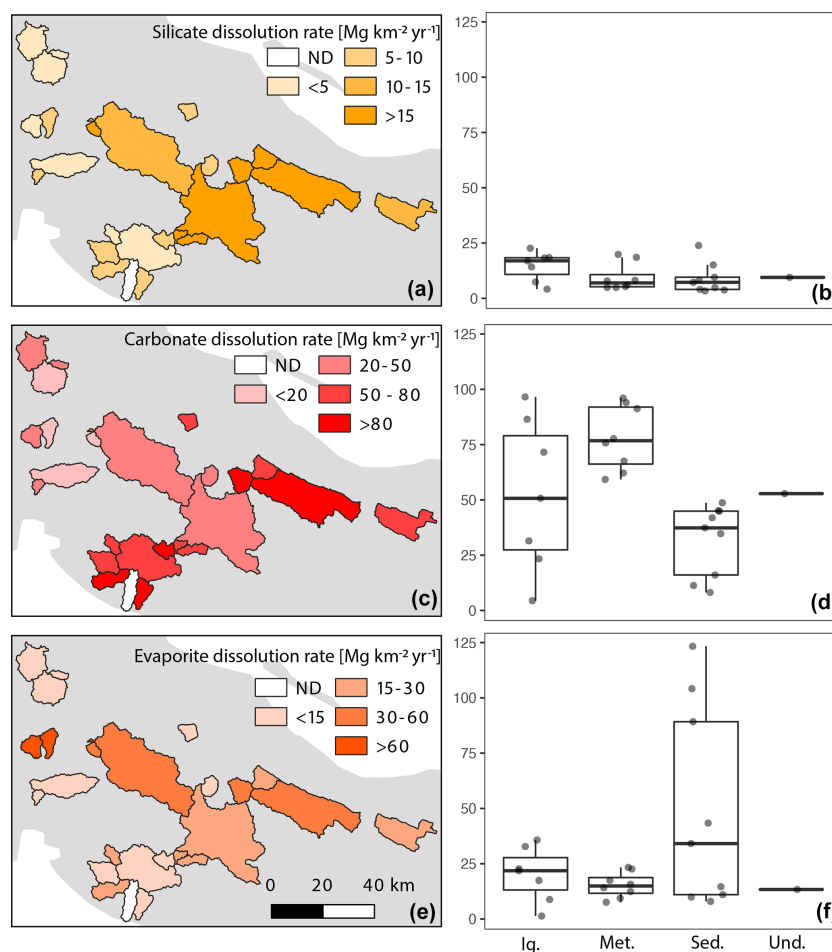 Silicate dissolution rate [Mg km⁻² yr⁻¹]
ND 5-10
<5 10-15
>15
(a)
125
100
75
50
25
0
(b)
Carbonate dissolution rate [Mg km⁻² yr⁻¹]
ND 20-50
<20 50 - 80
>80
(c)
125
100
75
50
25
0
(d)
Evaporite dissolution rate [Mg km⁻² yr⁻¹]
ND 15-30
<15 30-60
>60
0 20 40 km
(e)
125
100
75
50
25
0
(f)
Ig. Met. Sed. Und.